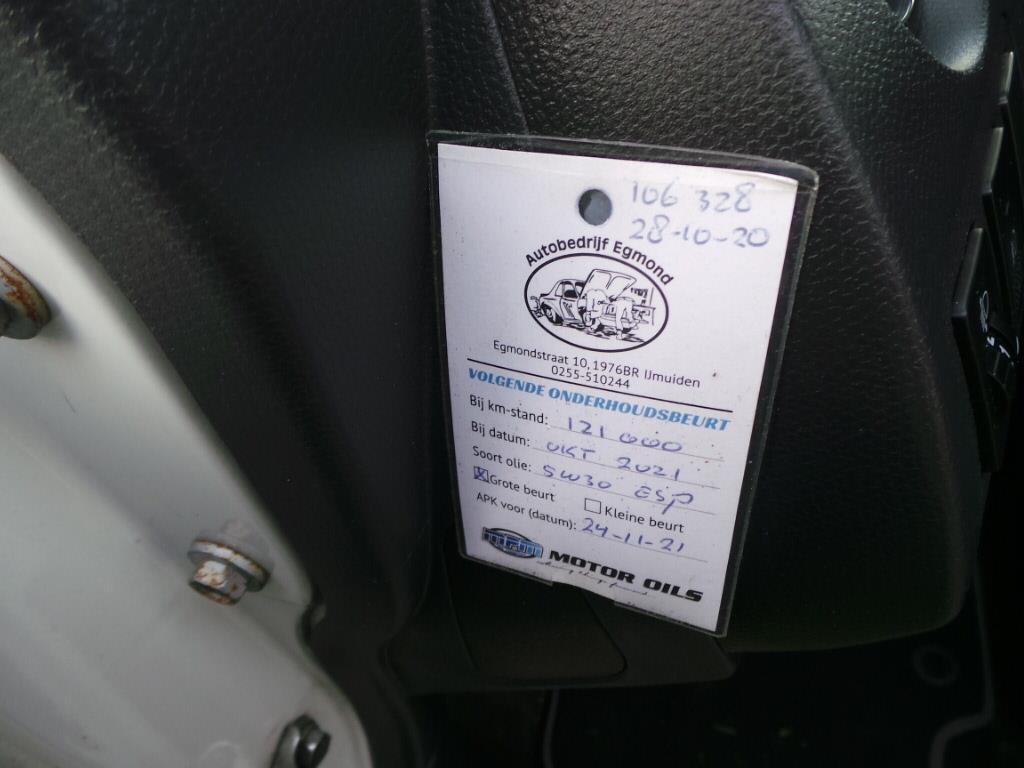 106 328
28-10-20
Autobedrijf Egmond
Egmondstraat 10, 1976BR IJmuiden
0255-510244
VOLGENDE ONDERHOUDSBEURT
Bij km-stand: 121 000
Bij datum: OKT 2021
Soort olie: 5W30 ESP
Grote beurt Kleine beurt
APK voor (datum): 24-11-21
MOTOR OILS